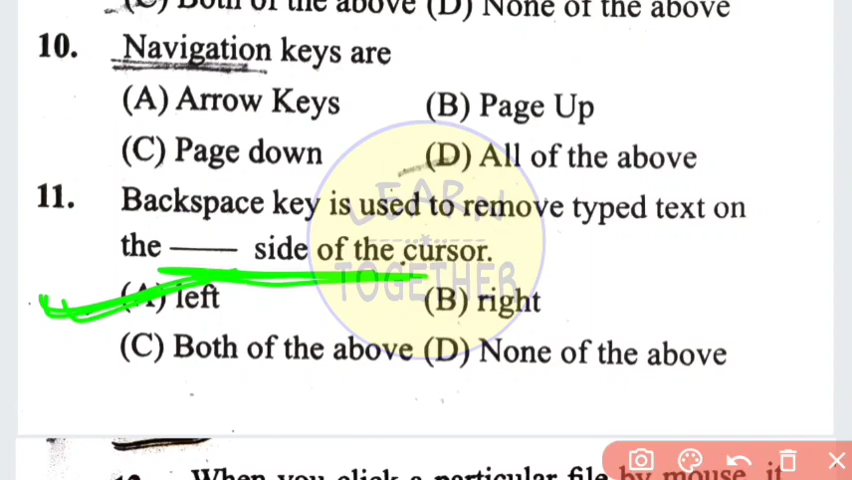 (C) Both of the above (D) None of the above
10. Navigation keys are
(A) Arrow Keys (B) Page Up
(C) Page down (D) All of the above
11. Backspace key is used to remove typed text on
the —— side of the cursor.
(A) left (B) right
(C) Both of the above (D) None of the above
LEARN
TOGETHER
When you click a particular file by mouse, it